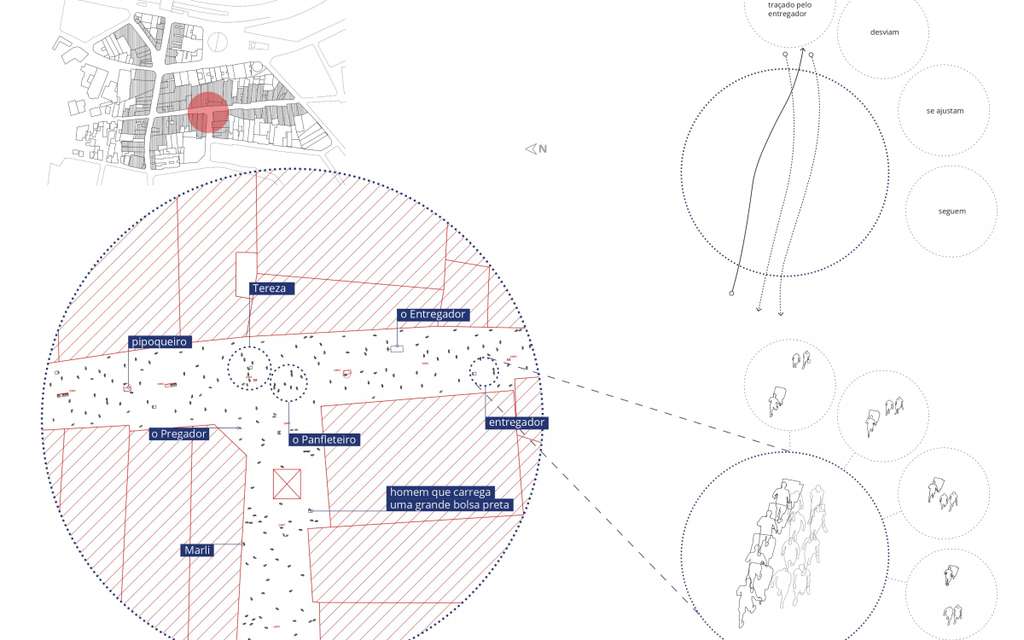 traçado pelo
entregador
desviam
se ajustam
seguem
N
Tereza
o Entregador
pipoqueiro
o Pregador
o Panfleteiro
entregador
homem que carrega
uma grande bolsa preta
Marli